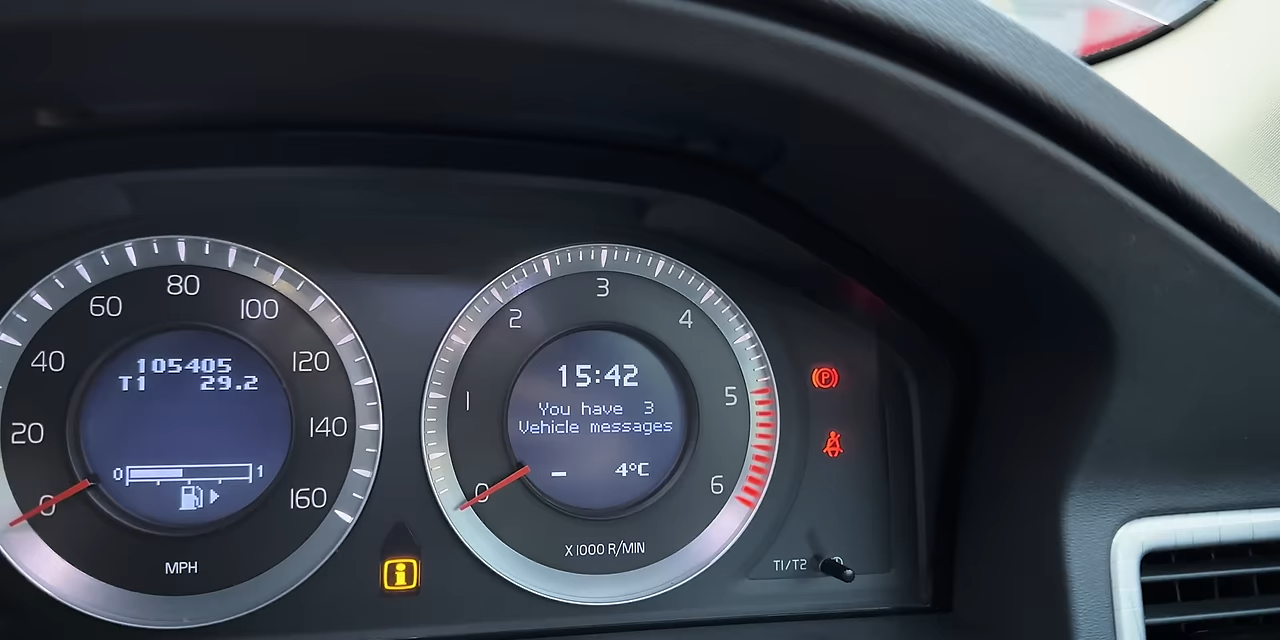 80
60
100
40
120
20
140
0
160
105405
T1 29.2
0 1
MPH
3
2
4
1
5
0
6
15:42
You have 3
Vehicle messages
- 4°C
X1000 R/MIN
P
T1/T2